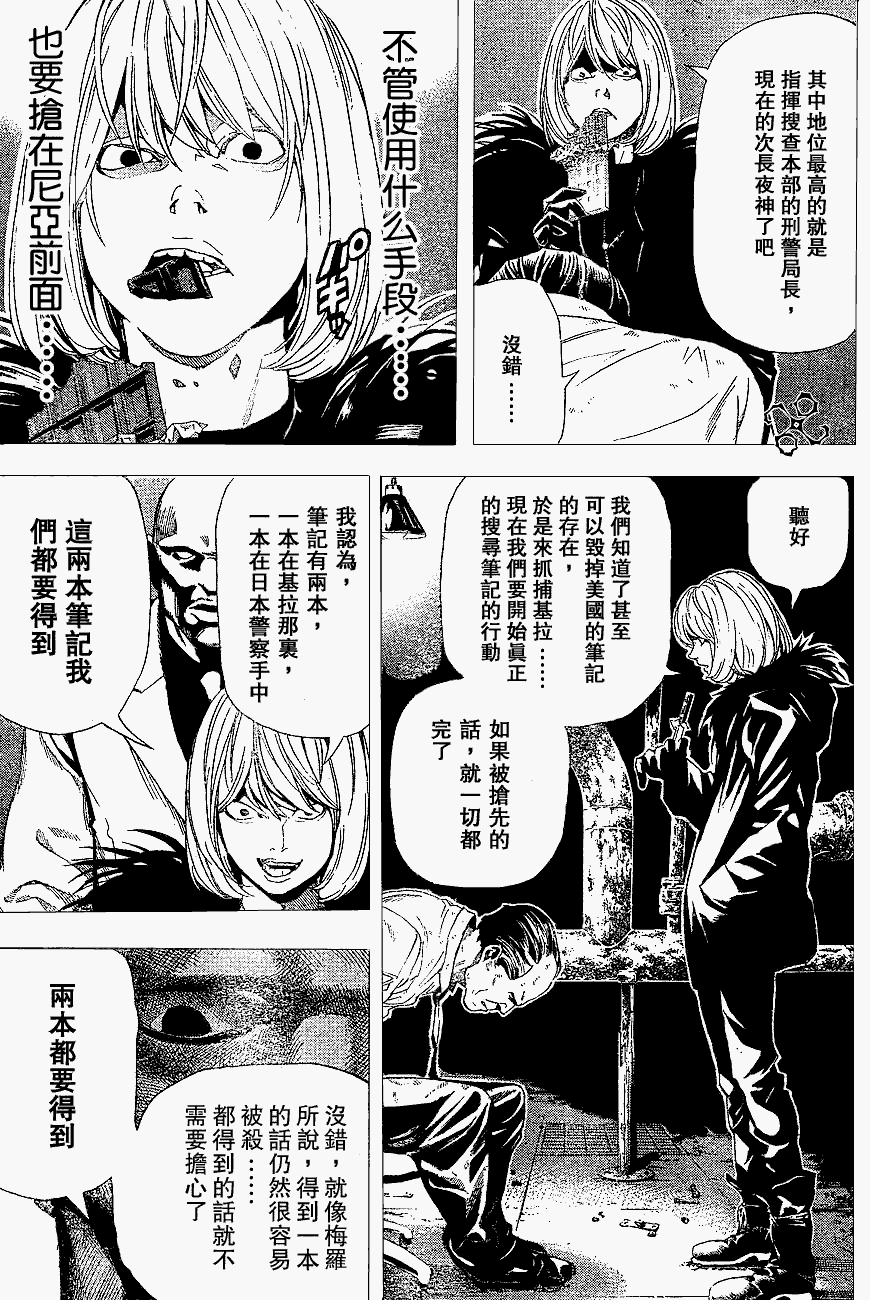 其中地位最高的就是
指揮搜查本部的刑警局長，
現在的次長夜神了吧
沒錯
……
不管使用什么手段……
パキッ
也要搶在尼亞前面……
聽好
我們知道了甚至
可以毀掉美國的筆記
的存在，
於是來抓捕基拉……
現在我們要開始眞正
的搜尋筆記的行動
如果被搶先的
話，就一切都
完了
我認為，
筆記有兩本，
一本在基拉那裏，
一本在日本警察手中
這兩本筆記我
們都要得到
兩本都要得到
沒錯，就像梅羅
所說，得到一本
的話仍然很容易
被殺……
都得到的話就不
需要擔心了